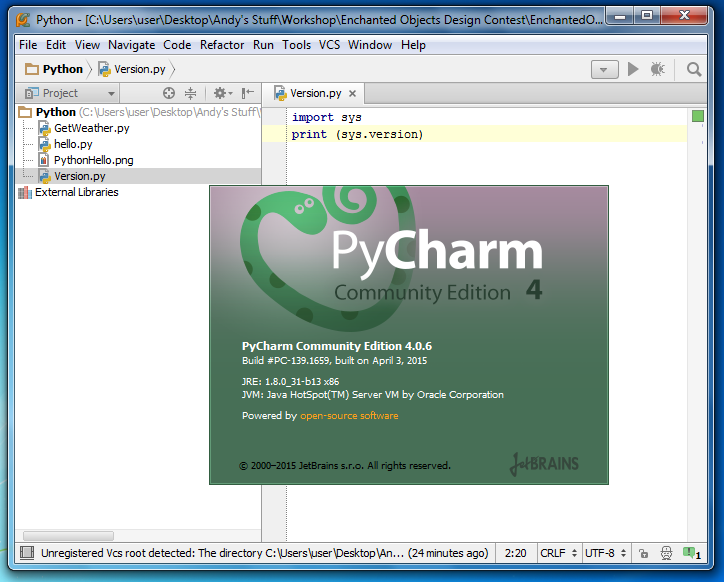 Python - [C:\Users\user\Desktop\Andy's Stuff\Workshop\Enchanted Objects Design Contest\EnchantedO...
File Edit View Navigate Code Refactor Run Tools VCS Window Help
Python Version.py
Project
Version.py
Python (C:\Users\user\Desktop\Andy's Stuff\
GetWeather.py
hello.py
PythonHello.png
Version.py
External Libraries
import sys
print (sys.version)
PyCharm
Community Edition 4
PyCharm Community Edition 4.0.6
Build #PC-139.1659, built on April 3, 2015
JRE: 1.8.0_31-b13 x86
JVM: Java HotSpot(TM) Server VM by Oracle Corporation
Powered by open-source software
© 2000–2015 JetBrains s.r.o. All rights reserved.
JETBRAINS
Unregistered Vcs root detected: The directory C:\Users\user\Desktop\An... (24 minutes ago) 2:20 CRLF UTF-8 1